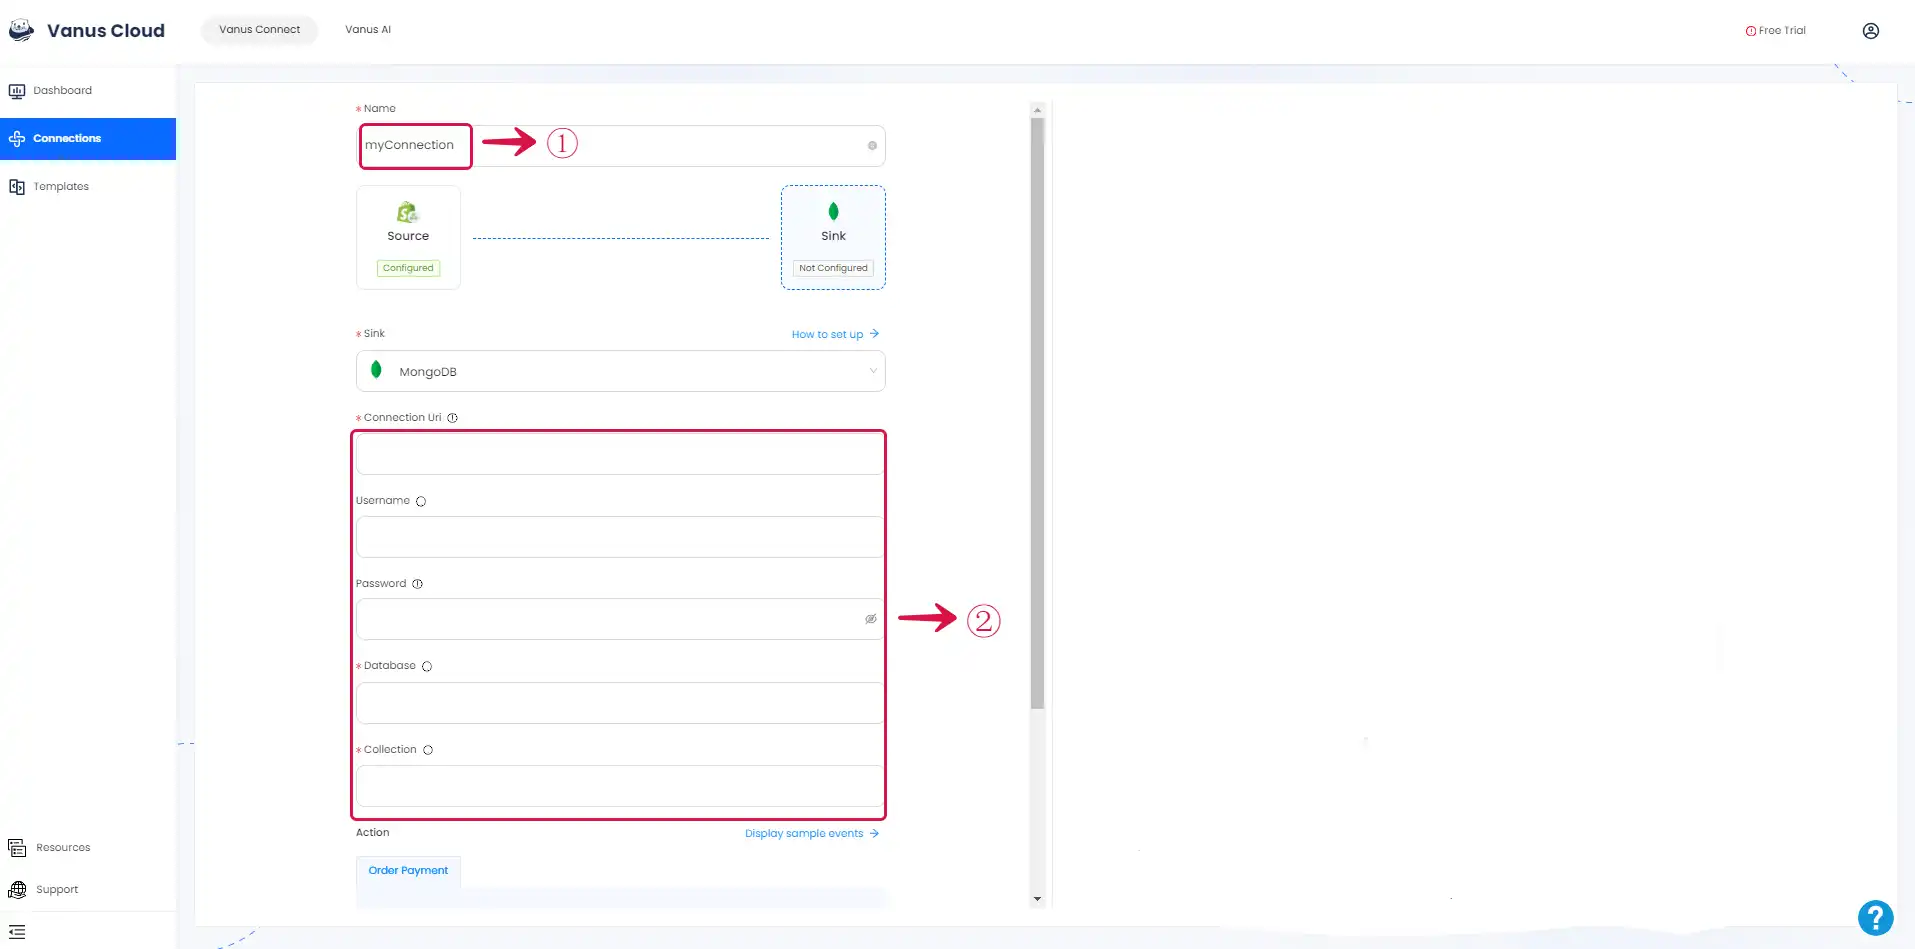 Vanus Cloud
Vanus Connect
Vanus AI
Free Trial
Dashboard
Connections
Templates
* Name
myConnection
①
Source
Configured
Sink
Not Configured
* Sink
How to set up →
MongoDB
* Connection Uri
Username
Password
②
* Database
* Collection
Action
Display sample events →
Order Payment
Resources
Support
?